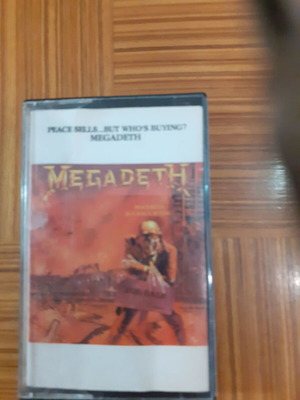 PEACE SELLS...BUT WHO'S BUYING?
MEGADETH
MEGADETH